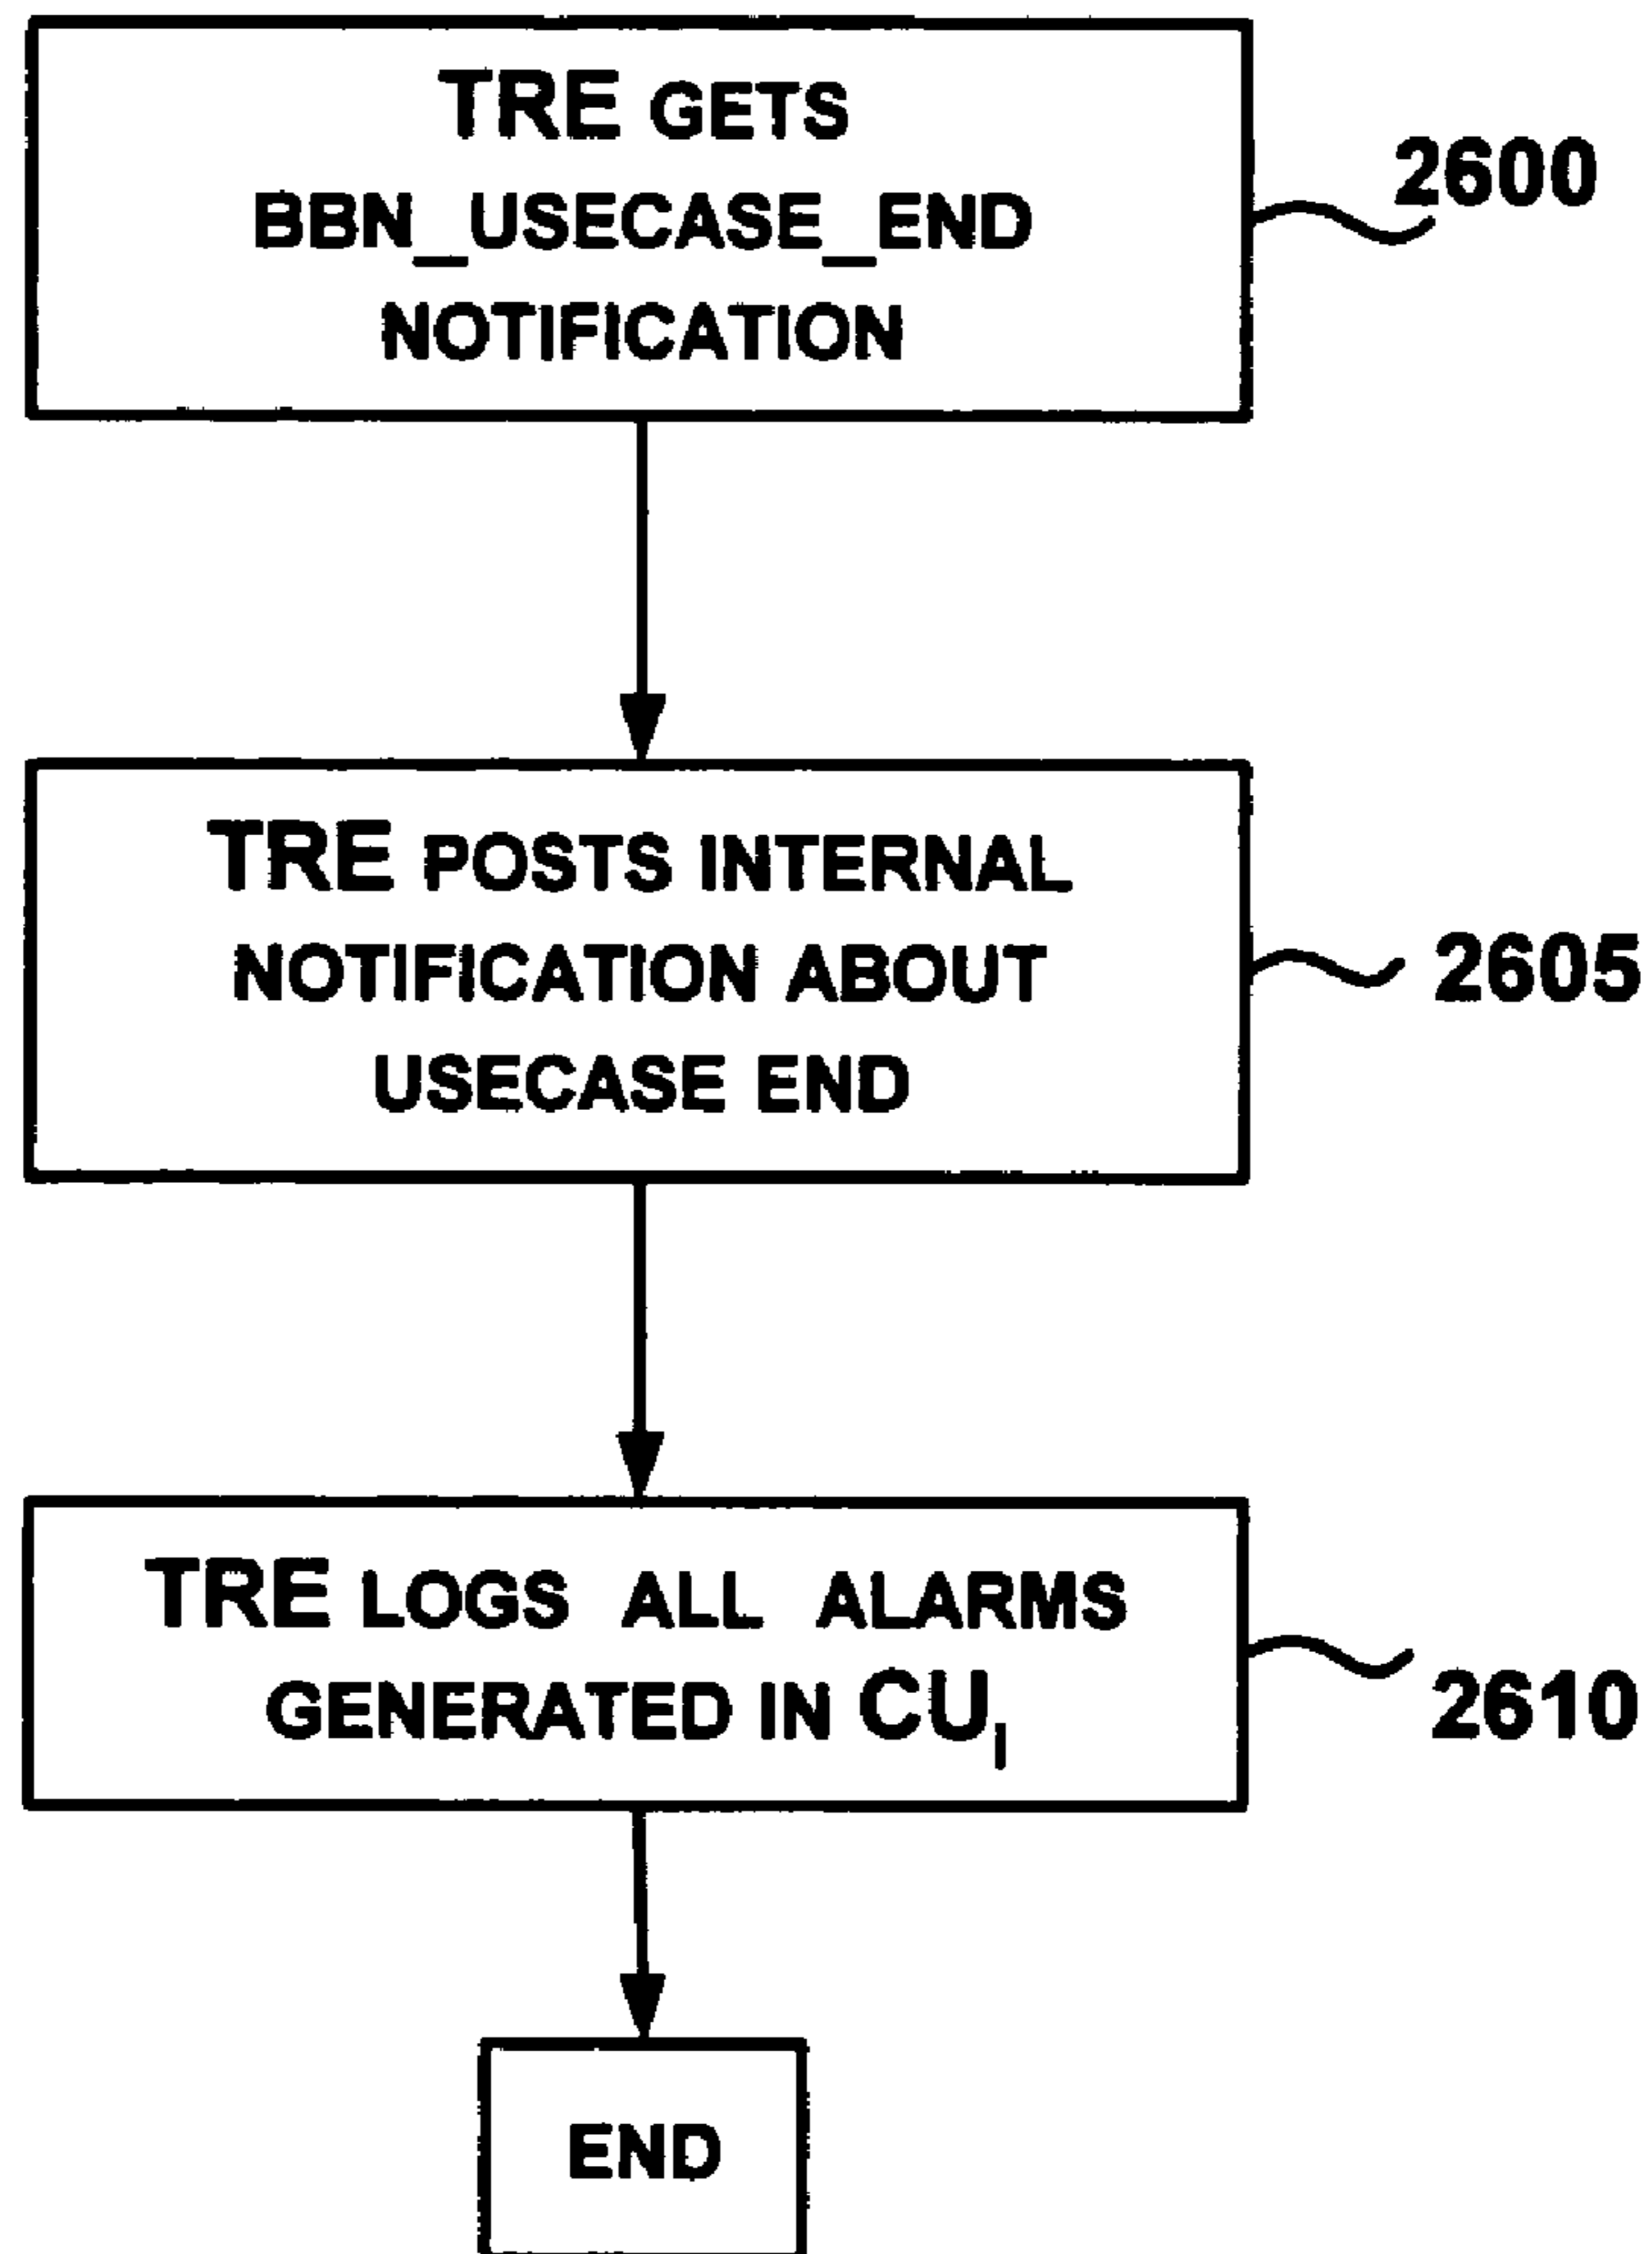 TRE GETS
BBN_USECASE_END
NOTIFICATION
2600
TRE POSTS INTERNAL
NOTIFICATION ABOUT
USECASE END
2605
TRE LOGS ALL ALARMS
GENERATED IN CUI
2610
END